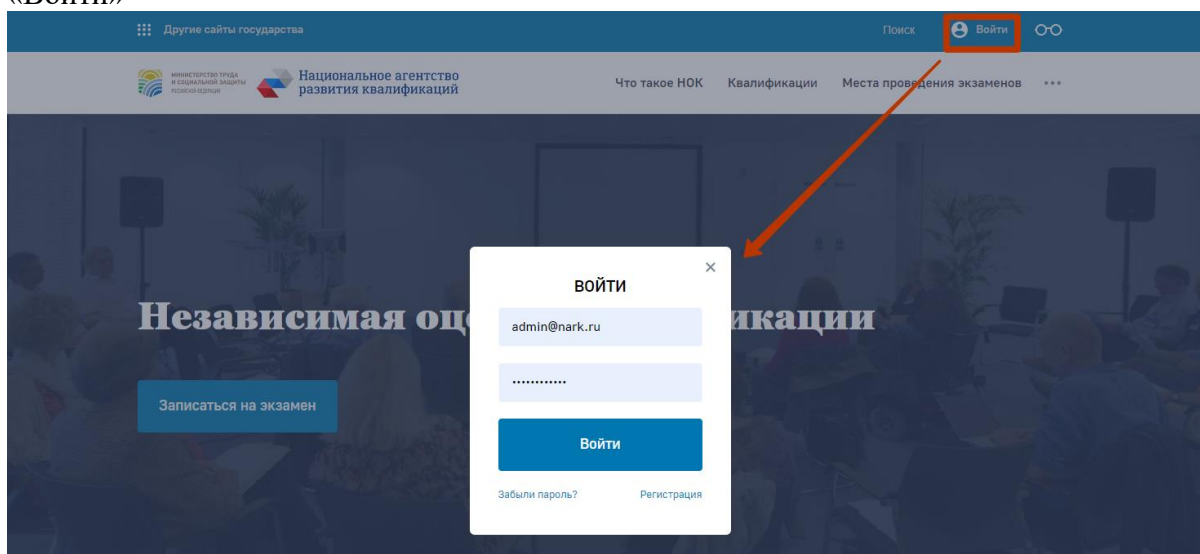 «Войти»
Другие сайты государства
Поиск
Войти
МИНИСТЕРСТВО ТРУДА
И СОЦИАЛЬНОЙ ЗАЩИТЫ
РОССИЙСКОЙ ФЕДЕРАЦИИ
Национальное агентство
развития квалификаций
Что такое НОК
Квалификации
Места проведения экзаменов
Независимая оц
икации
Записаться на экзамен
ВОЙТИ
admin@nark.ru
Войти
Забыли пароль?
Регистрация